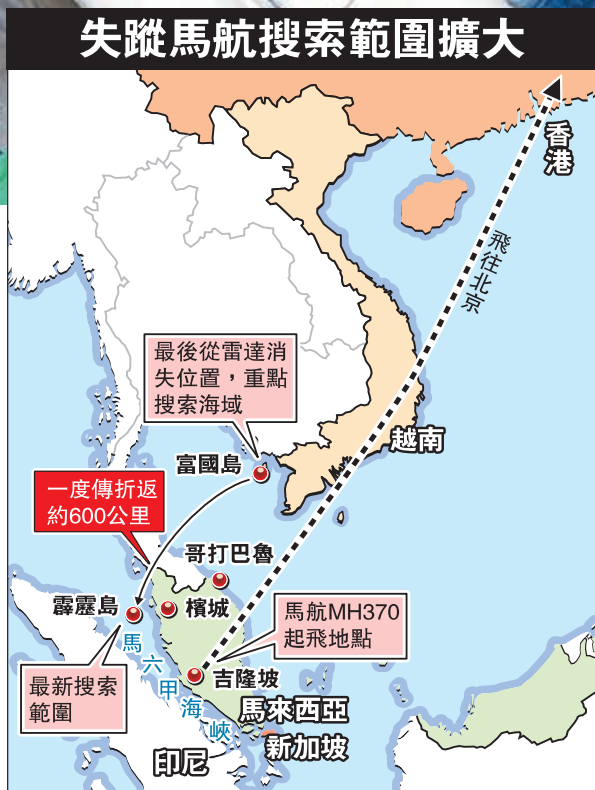 失蹤馬航搜索範圍擴大
香港
飛往北京
最後從雷達消
失位置，重點
搜索海域
越南
富國島
一度傳折返
約600公里
哥打巴魯
霹靂島
檳城
馬航MH370
起飛地點
馬六甲海峽
吉隆坡
最新搜索
範圍
馬來西亞
新加坡
印尼